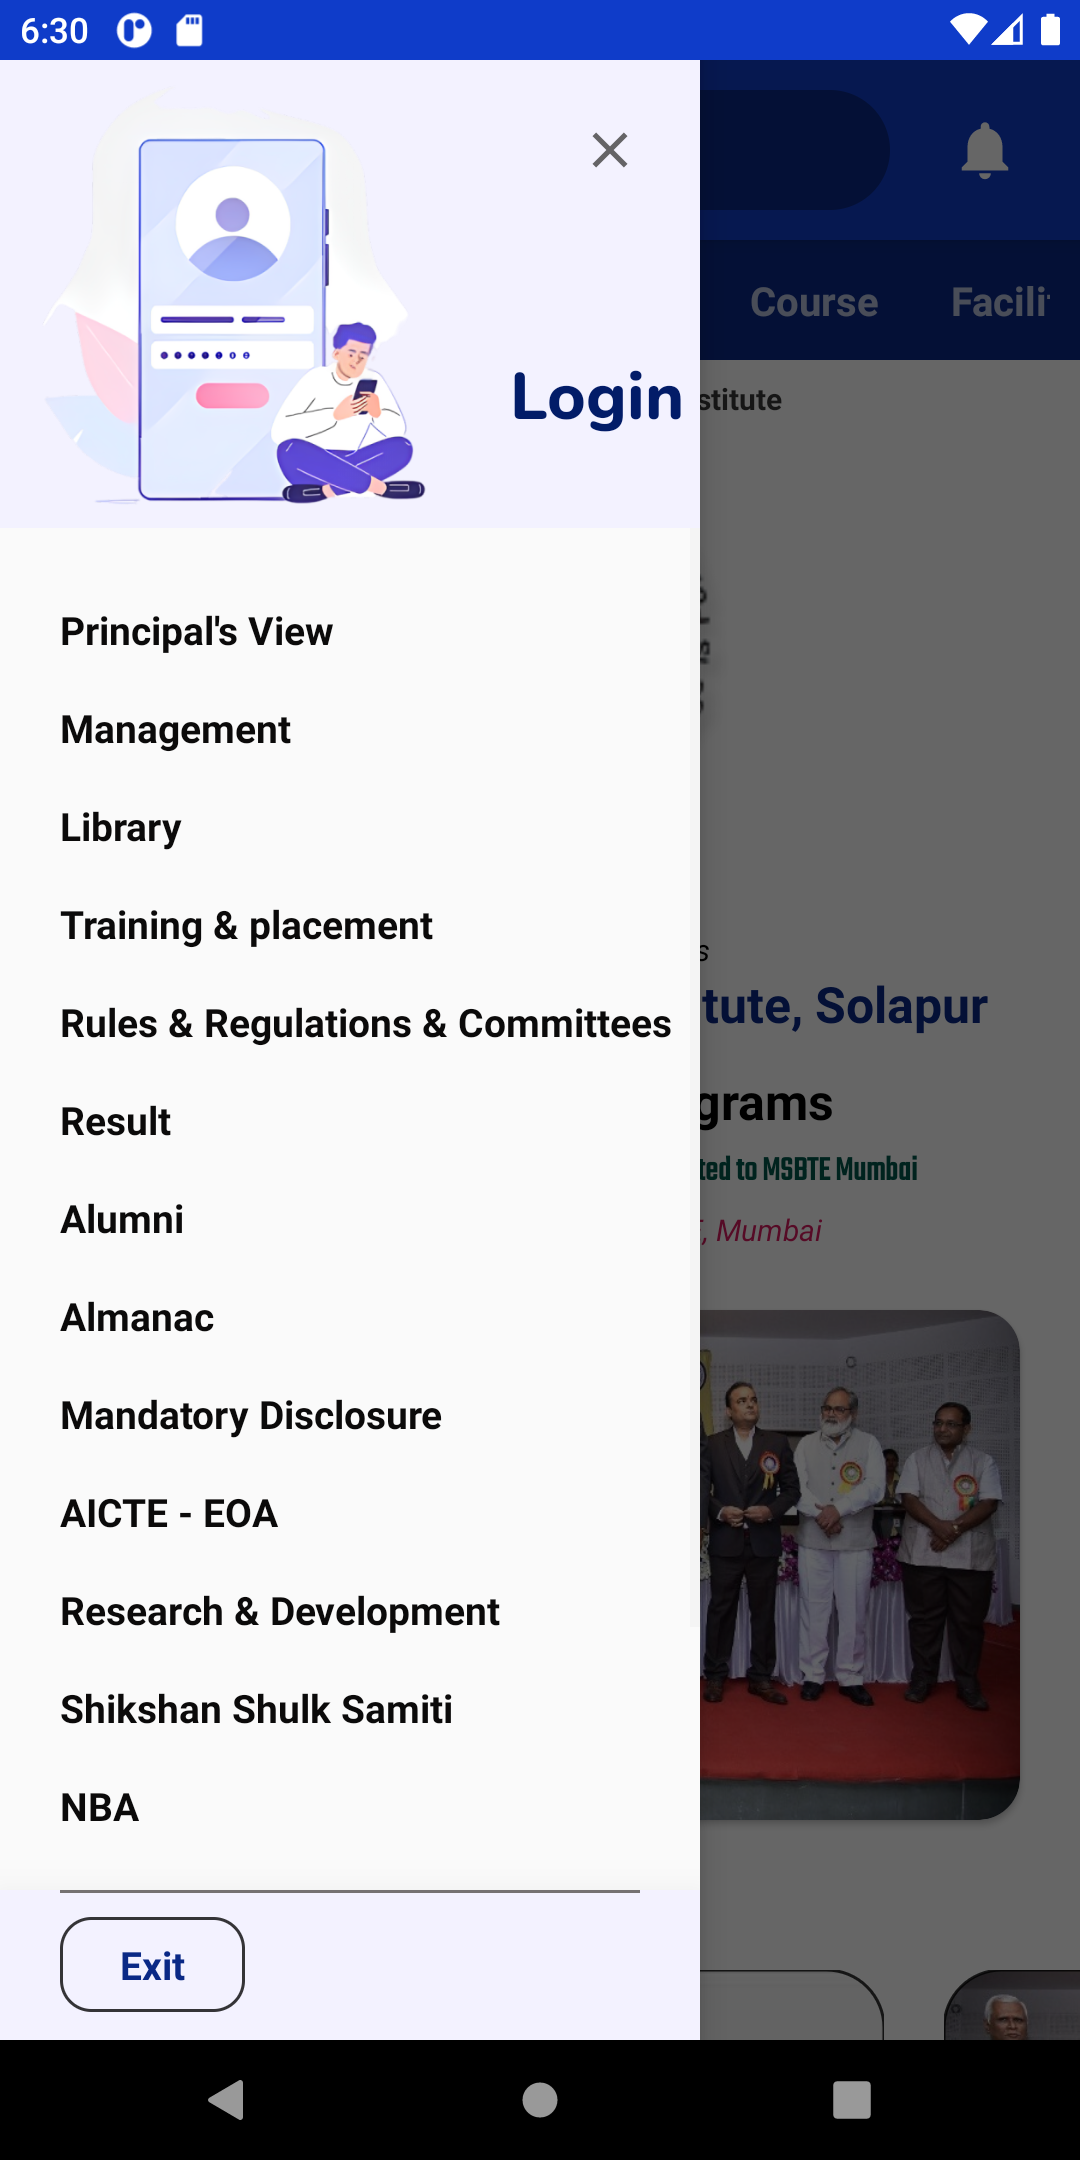 6:30
Course Facili
stitute
Login
Principal's View
Management
Library
s
Training & placement
tute, Solapur
Rules & Regulations & Committees
grams
Result
ted to MSBTE Mumbai
, Mumbai
Alumni
Almanac
Mandatory Disclosure
AICTE - EOA
Research & Development
Shikshan Shulk Samiti
NBA
Exit